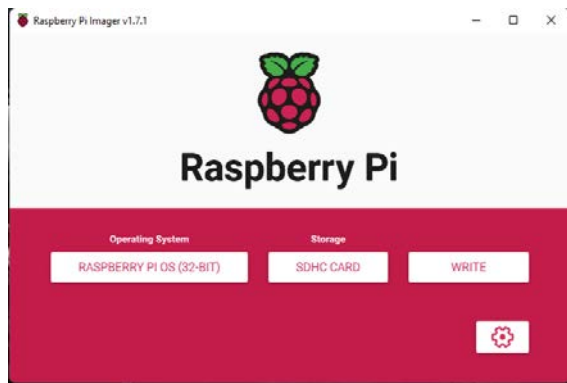 Raspberry Pi Imager v1.7.1
Raspberry Pi
Operating System
Storage
RASPBERRY PI OS (32-BIT)
SDHC CARD
WRITE